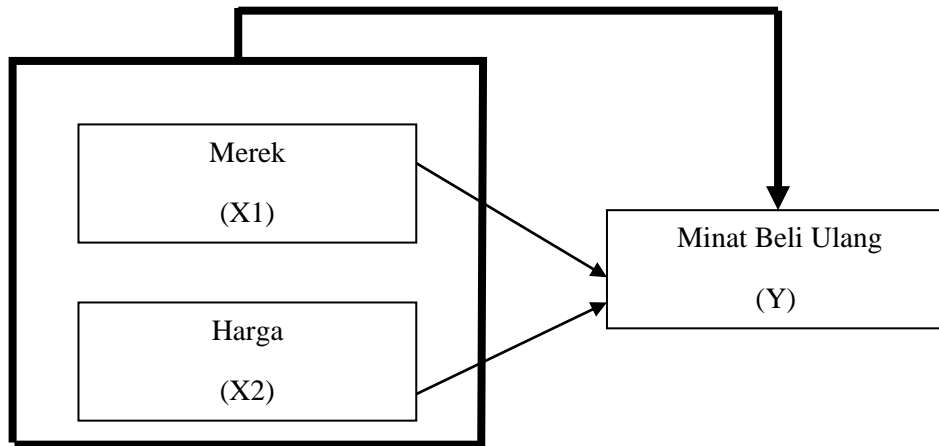 Merek
(X1)
Minat Beli Ulang
(Y)
Harga
(X2)